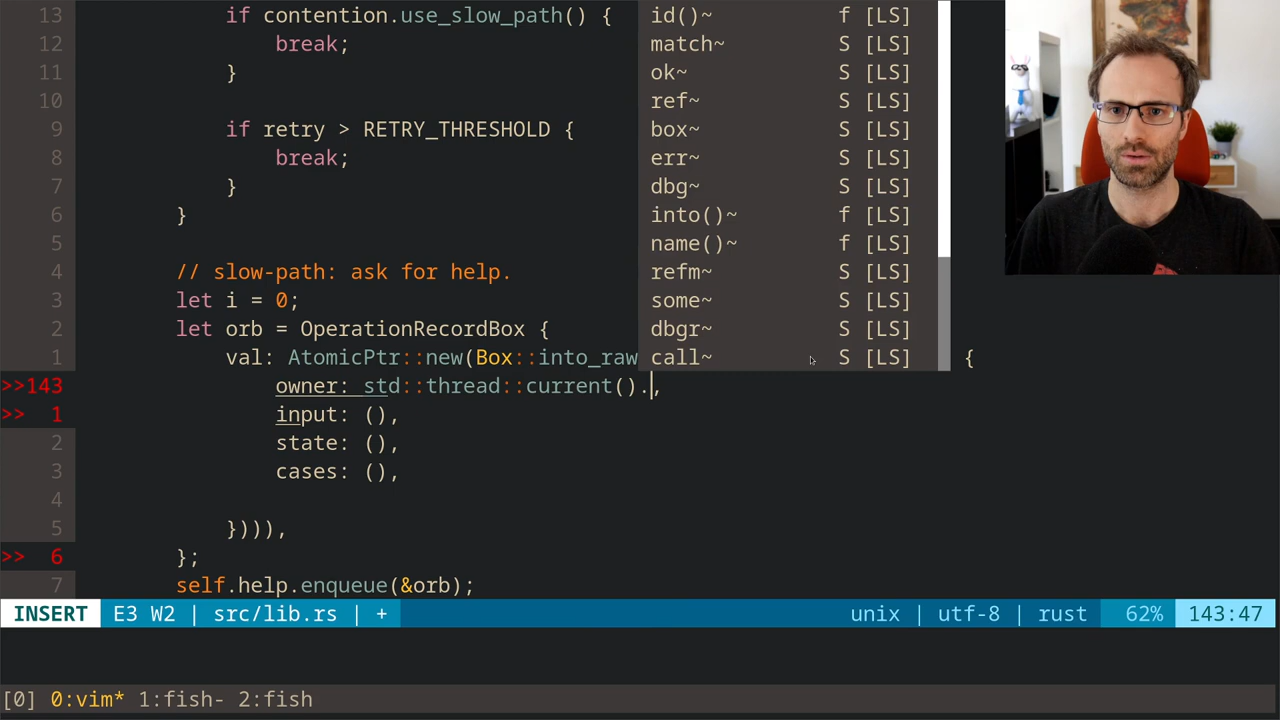 13 if contention.use_slow_path() {
12 break;
11 }
10
9 if retry > RETRY_THRESHOLD {
8 break;
7 }
6 }
5
4 // slow-path: ask for help.
3 let i = 0;
2 let orb = OperationRecordBox {
1 val: AtomicPtr::new(Box::into_raw {
>>143 owner: std::thread::current().,
>> 1 input: (),
2 state: (),
3 cases: (),
4
5 }))),
>> 6 };
7 self.help.enqueue(&orb);
id()~ f [LS]
match~ S [LS]
ok~ S [LS]
ref~ S [LS]
box~ S [LS]
err~ S [LS]
dbg~ S [LS]
into()~ f [LS]
name()~ f [LS]
refm~ S [LS]
some~ S [LS]
dbgr~ S [LS]
call~ S [LS]
INSERT E3 W2 | src/lib.rs | + unix | utf-8 | rust 62% 143:47
[0] 0:vim* 1:fish- 2:fish